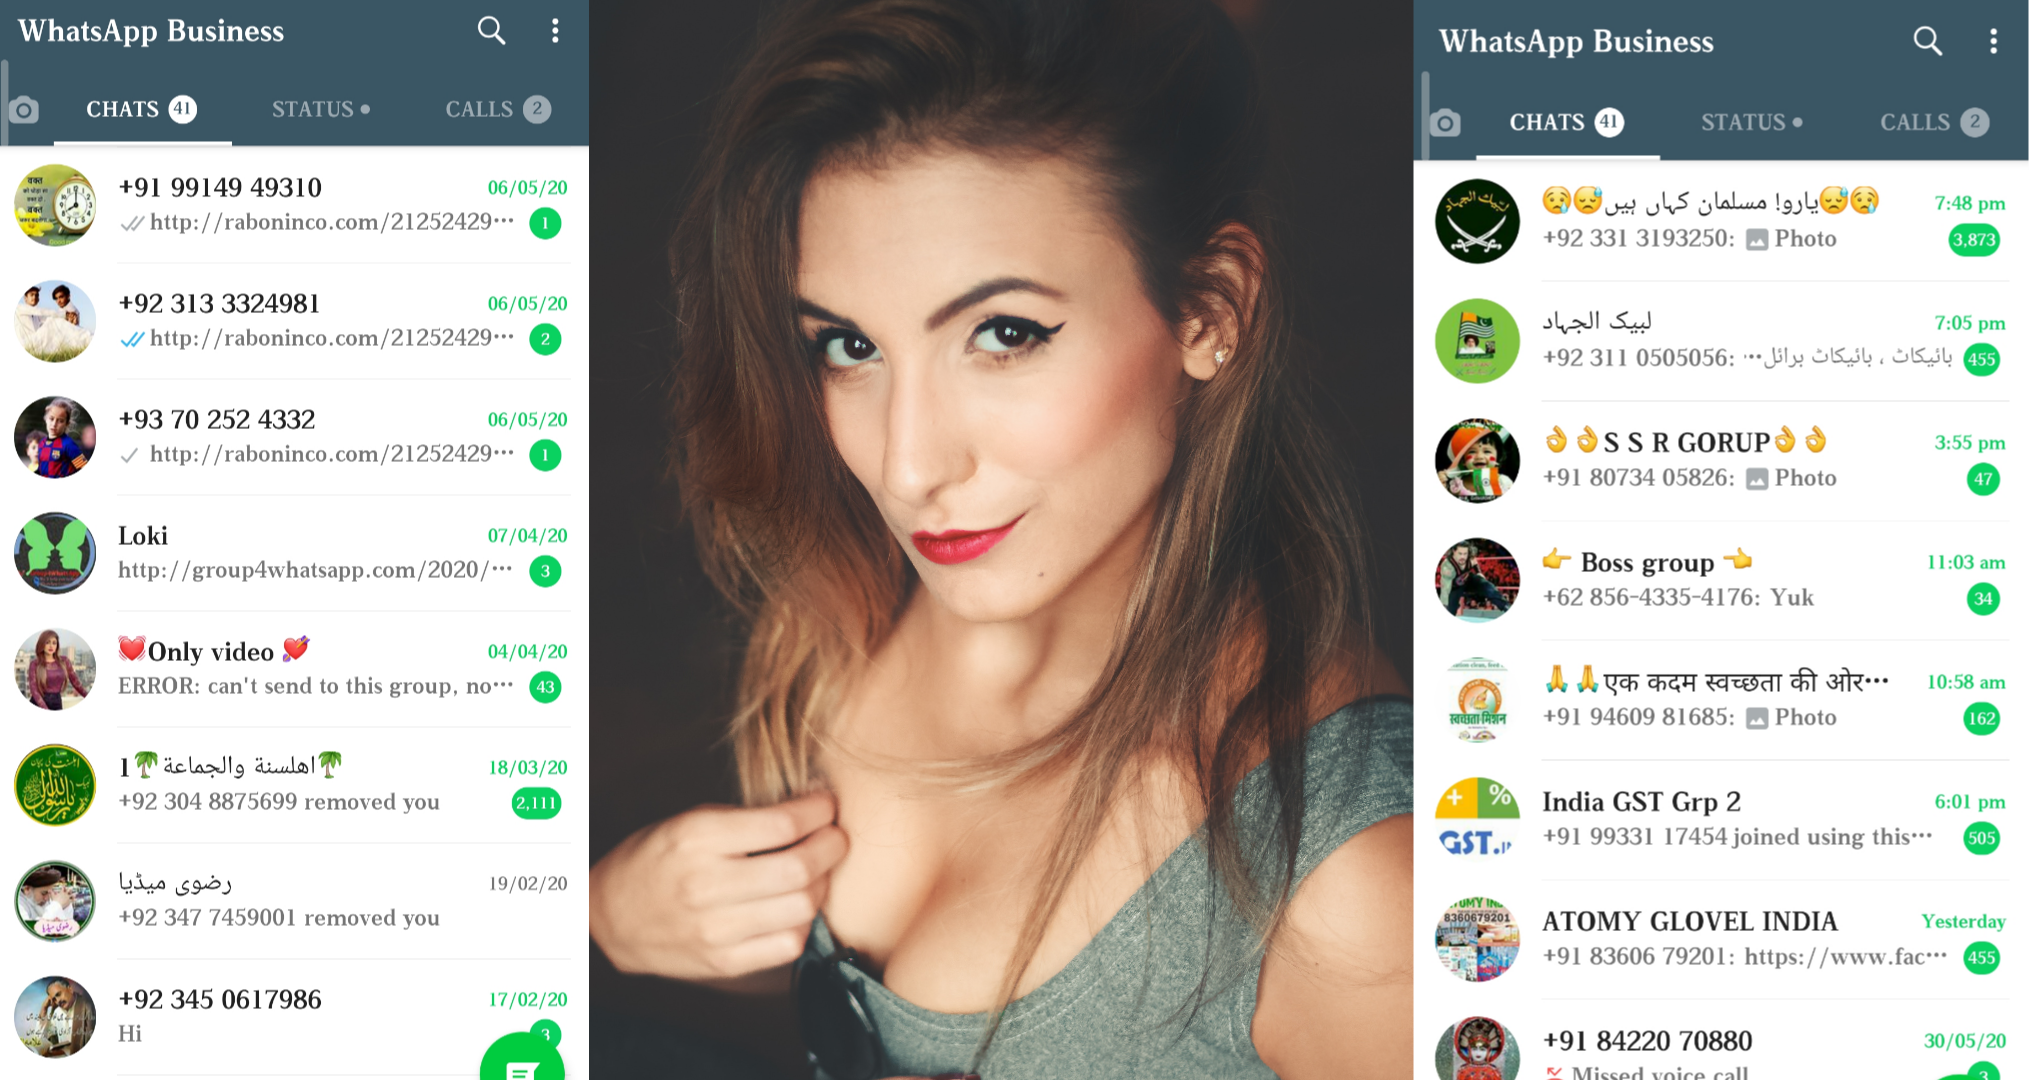 WhatsApp Business
CHATS 41 STATUS • CALLS 2
+91 99149 49310 06/05/20
http://raboninco.com/21252429··· 1
+92 313 3324981 06/05/20
http://raboninco.com/21252429··· 2
+93 70 252 4332 06/05/20
http://raboninco.com/21252429··· 1
Loki 07/04/20
http://group4whatsapp.com/2020/··· 3
💓Only video 💘 04/04/20
ERROR: can't send to this group, no··· 43
1🌴اهلسنة والجماعة🌴 18/03/20
+92 304 8875699 removed you 2,111
رضوی میڈیا 19/02/20
+92 347 7459001 removed you
+92 345 0617986 17/02/20
Hi 3
WhatsApp Business
CHATS 41 STATUS • CALLS 2
😢😓یارو! مسلمان کہاں ہیں😓😢 7:48 pm
+92 331 3193250: Photo 3,873
لبیک الجہاد 7:05 pm
+92 311 0505056: بائیکاٹ ، بائیکاٹ برائل··· 455
👌👌S S R GORUP👌👌 3:55 pm
+91 80734 05826: Photo 47
👉 Boss group 👈 11:03 am
+62 856-4335-4176: Yuk 34
🙏🙏एक कदम स्वच्छता की ओर··· 10:58 am
+91 94609 81685: Photo 162
India GST Grp 2 6:01 pm
+91 99331 17454 joined using this··· 505
ATOMY GLOVEL INDIA Yesterday
+91 83606 79201: https://www.fac··· 455
+91 84220 70880 30/05/20
Missed voice call 3